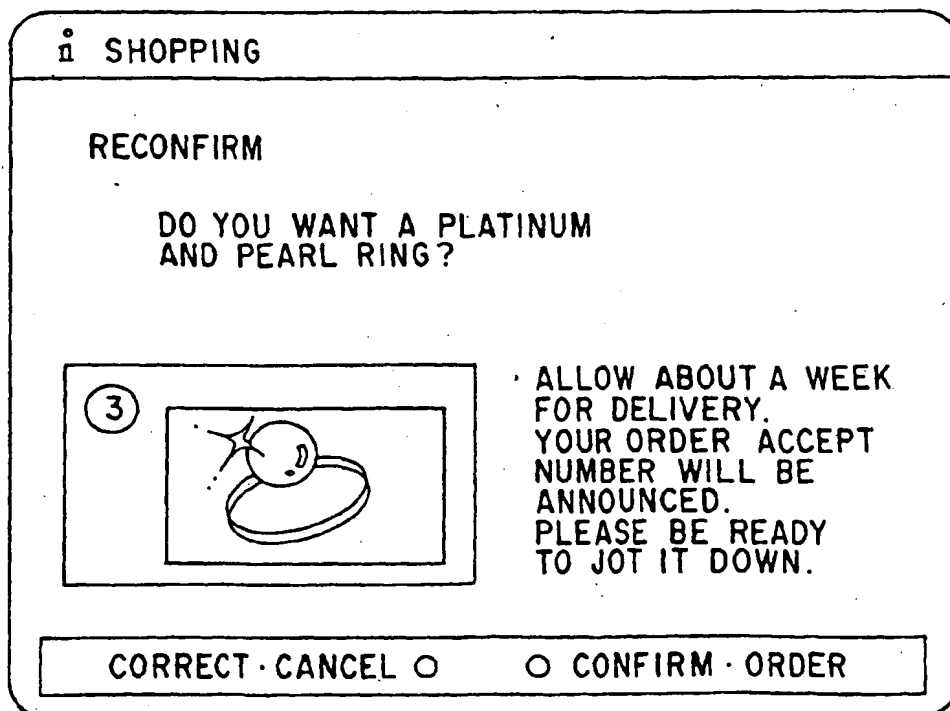 i SHOPPING
RECONFIRM
DO YOU WANT A PLATINUM
AND PEARL RING?
3
ALLOW ABOUT A WEEK
FOR DELIVERY.
YOUR ORDER ACCEPT
NUMBER WILL BE
ANNOUNCED.
PLEASE BE READY
TO JOT IT DOWN.
CORRECT · CANCEL ○ ○ CONFIRM · ORDER